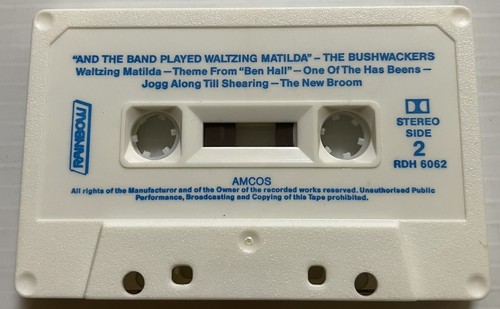 "AND THE BAND PLAYED WALTZING MATILDA" – THE BUSHWACKERS
Waltzing Matilda – Theme From "Ben Hall" – One Of The Has Beens –
Jogg Along Till Shearing – The New Broom
RAINBOW
STEREO
SIDE
2
RDH 6062
AMCOS
All rights of the Manufacturor and of the Owner of the recorded works reserved. Unauthorised Public
Performance, Broadcasting and Copying of this Tape prohibited.